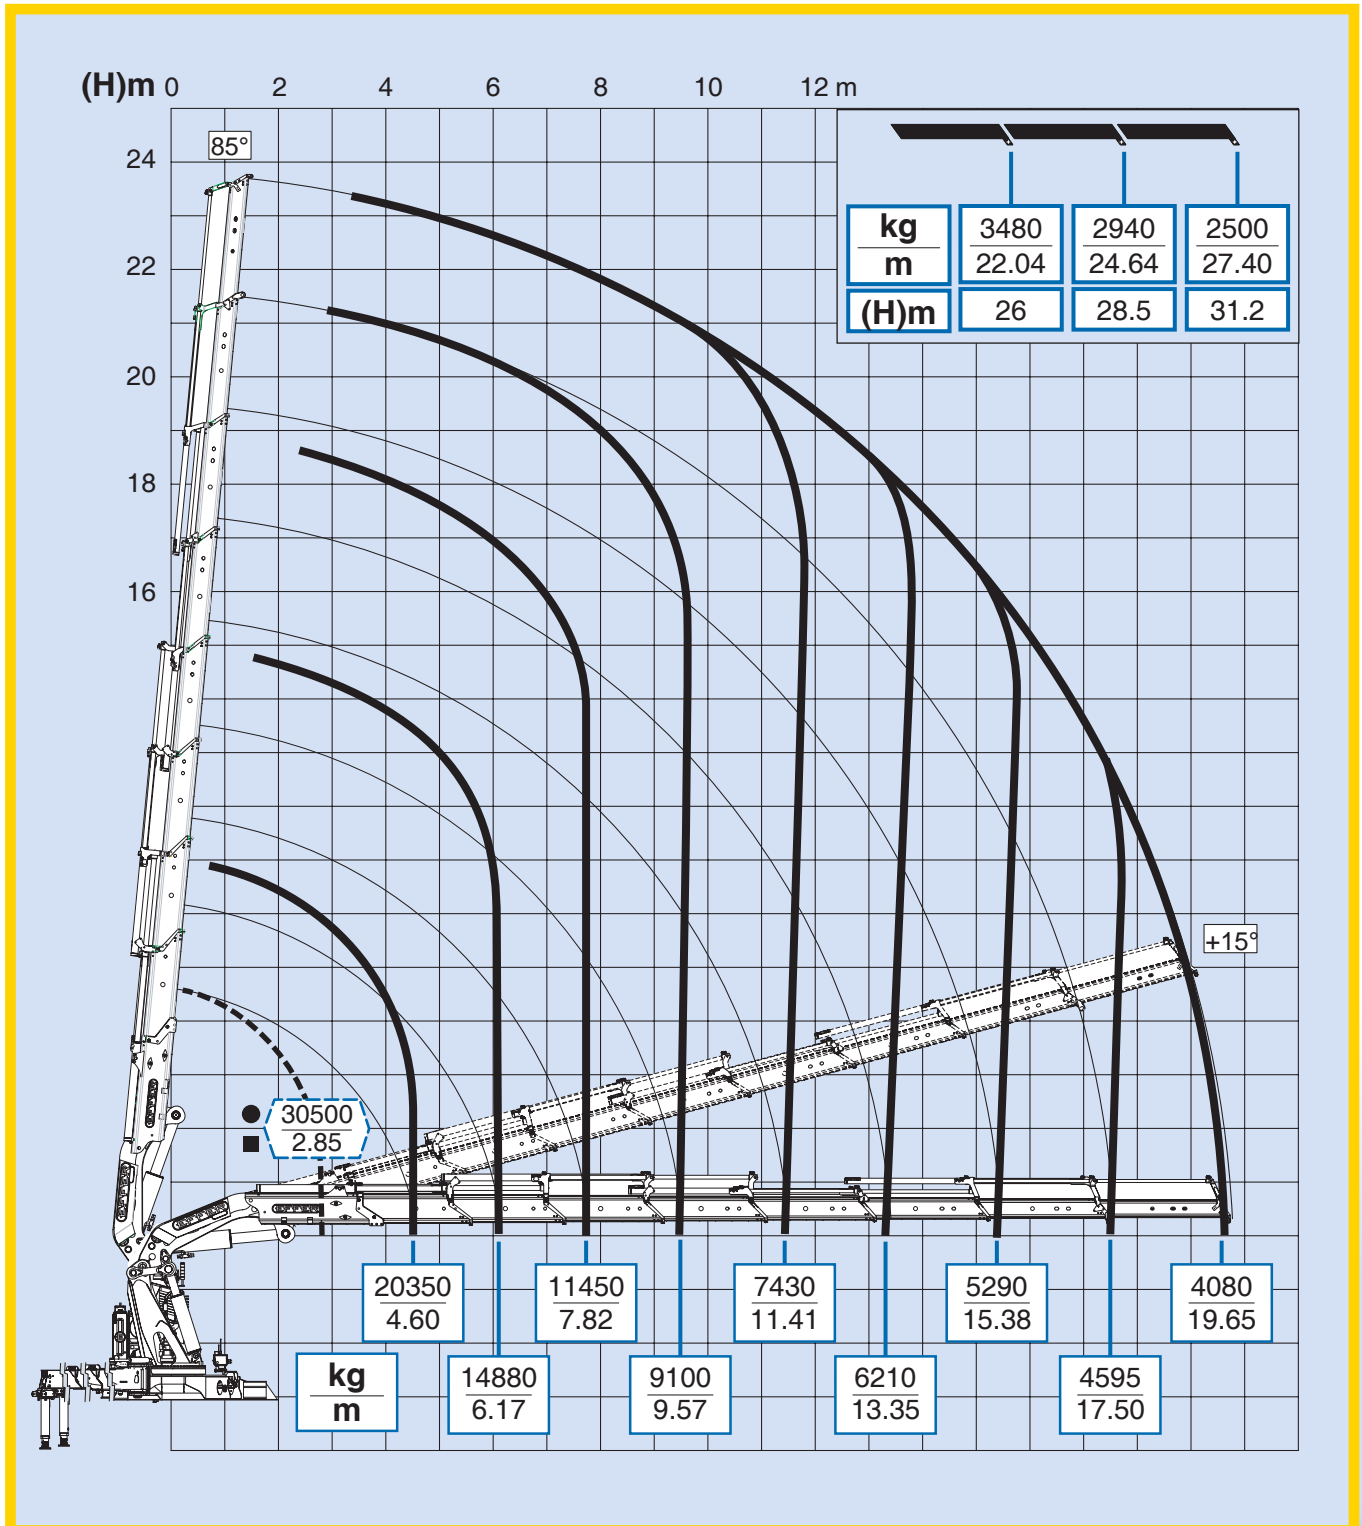 (H)m 0 2 4 6 8 10 12 m
85°
24
22
20
18
16
kg 3480 2940 2500
m 22.04 24.64 27.40
(H)m 26 28.5 31.2
+15°
30500
2.85
20350 11450 7430 5290 4080
4.60 7.82 11.41 15.38 19.65
kg 14880 9100 6210 4595
m 6.17 9.57 13.35 17.50